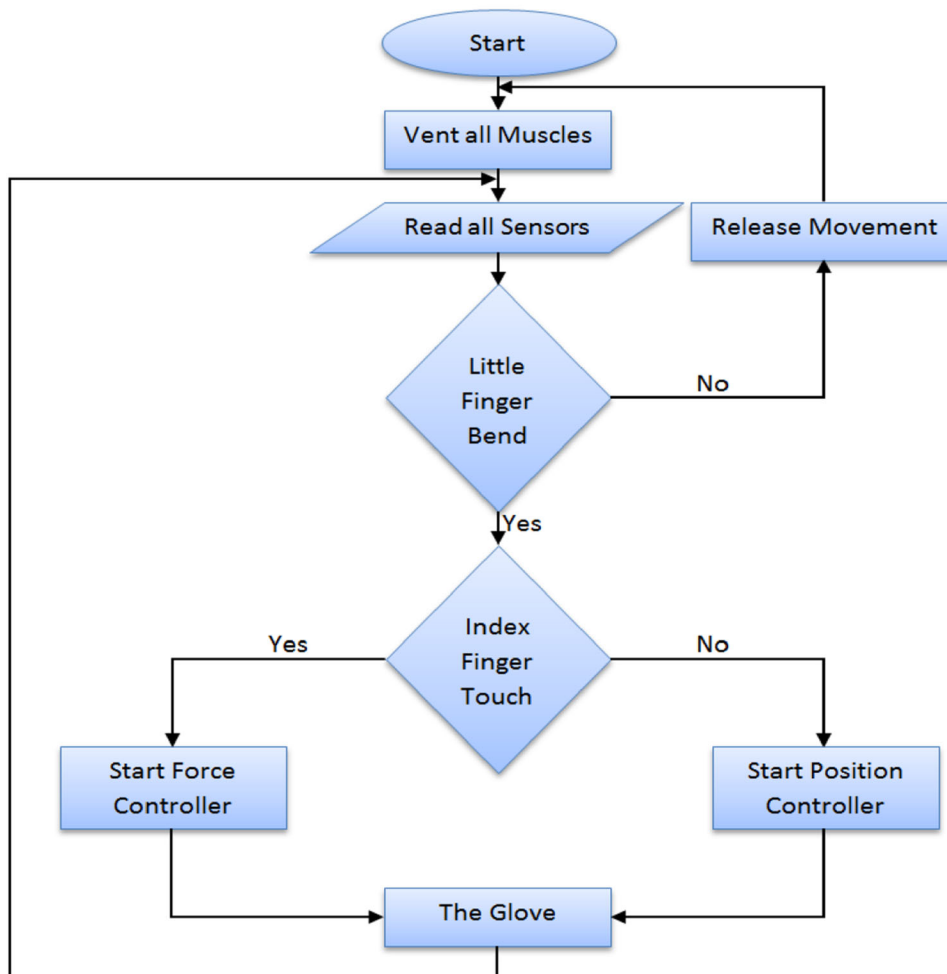 Start
Vent all Muscles
Read all Sensors
Release Movement
Little
Finger
Bend
No
Yes
Index
Finger
Touch
Yes
No
Start Force
Controller
Start Position
Controller
The Glove